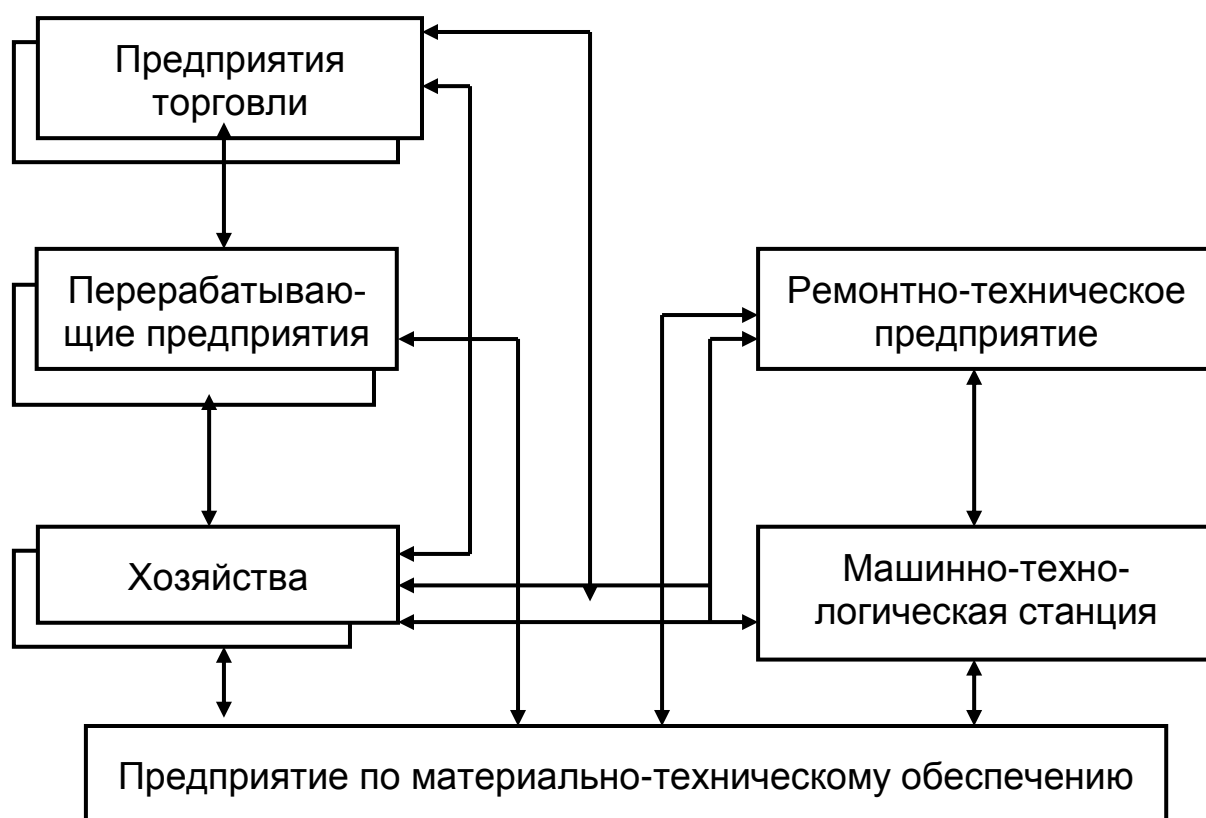 Предприятия
торговли
Перерабатываю-
щие предприятия
Ремонтно-техническое
предприятие
Хозяйства
Машинно-техно-
логическая станция
Предприятие по материально-техническому обеспечению